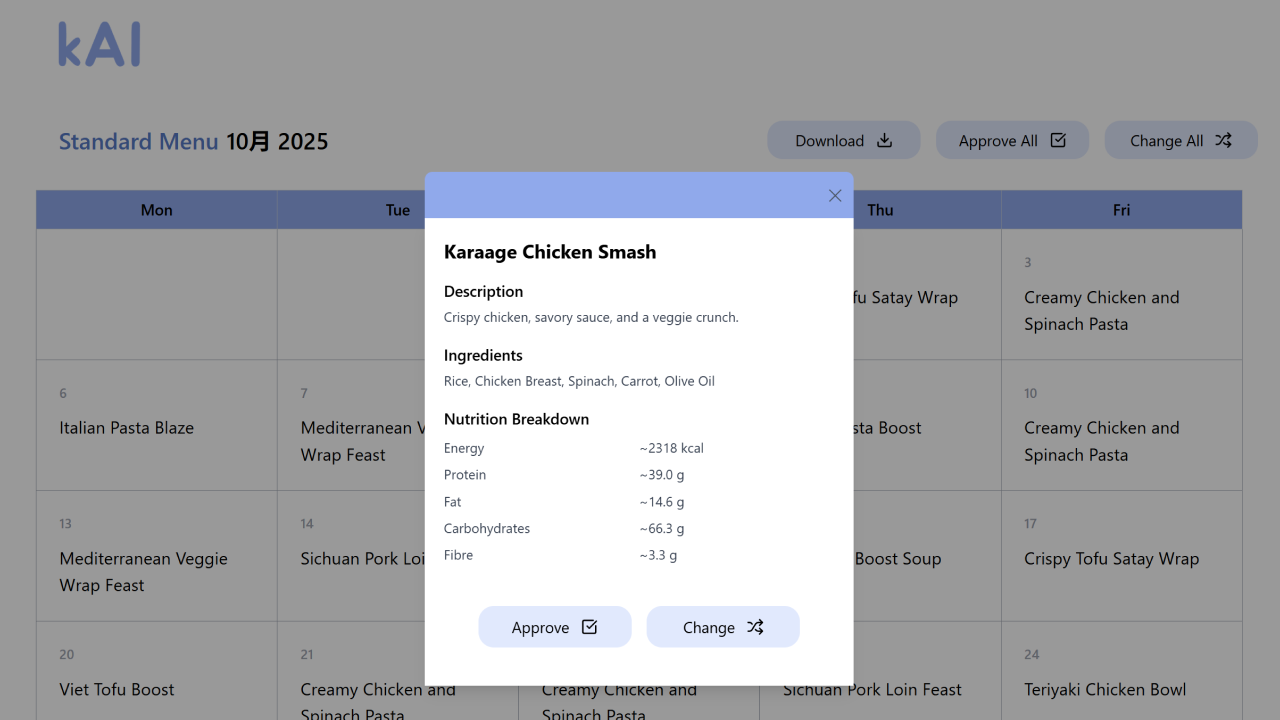 kAI
Standard Menu 10月 2025
Download
Approve All
Change All
Mon
Tue
Thu
Fri
Karaage Chicken Smash
Description
Crispy chicken, savory sauce, and a veggie crunch.
Ingredients
Rice, Chicken Breast, Spinach, Carrot, Olive Oil
Nutrition Breakdown
Energy ~2318 kcal
Protein ~39.0 g
Fat ~14.6 g
Carbohydrates ~66.3 g
Fibre ~3.3 g
Approve
Change
Satay Wrap
3
Creamy Chicken and
Spinach Pasta
6
Italian Pasta Blaze
7
Mediterranean
Wrap Feast
Boost
10
Creamy Chicken and
Spinach Pasta
13
Mediterranean Veggie
Wrap Feast
14
Sichuan Pork
Boost Soup
17
Crispy Tofu Satay Wrap
20
Viet Tofu Boost
21
Creamy Chicken and
Spinach Pasta
Creamy Chicken and
Spinach Pasta
Sichuan Pork Loin Feast
24
Teriyaki Chicken Bowl